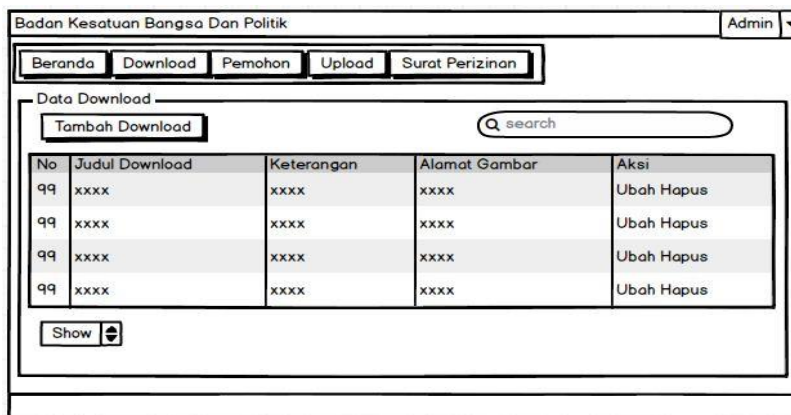 Badan Kesatuan Bangsa Dan Politik Admin
Beranda Download Pemohon Upload Surat Perizinan
Data Download
Tambah Download search
No Judul Download Keterangan Alamat Gambar Aksi
99 xxxx xxxx xxxx Ubah Hapus
99 xxxx xxxx xxxx Ubah Hapus
99 xxxx xxxx xxxx Ubah Hapus
99 xxxx xxxx xxxx Ubah Hapus
Show